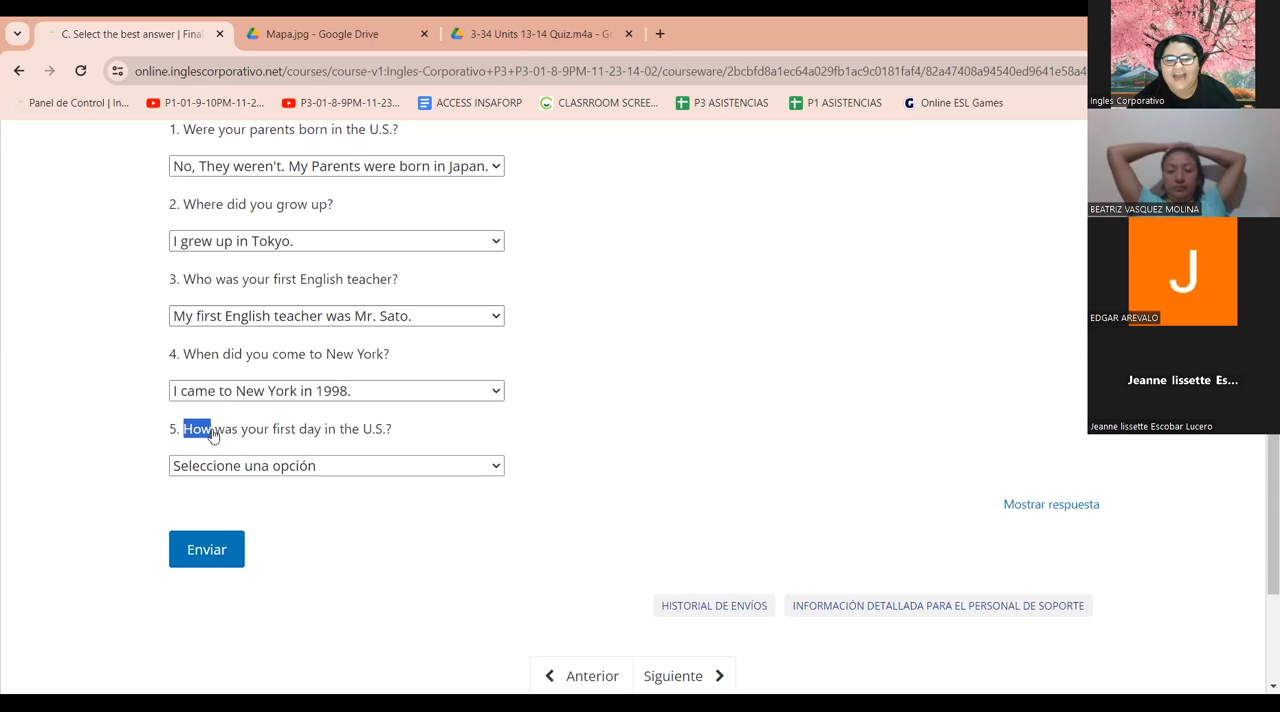 C. Select the best answer | Final
Mapa.jpg - Google Drive
3-34 Units 13-14 Quiz.m4a - Go
online.inglescorporativo.net/courses/course-v1:Ingles-Corporativo+P3+P3-01-8-9PM-11-23-14-02/courseware/2bcbfd8a1ec64a029fb1ac9c0181faf4/82a47408a94540ed9641e58a4
Panel de Control | In...
P1-01-9-10PM-11-2...
P3-01-8-9PM-11-23...
ACCESS INSAFORP
CLASSROOM SCREE...
P3 ASISTENCIAS
P1 ASISTENCIAS
Online ESL Games
1. Were your parents born in the U.S.?
No, They weren't. My Parents were born in Japan.
2. Where did you grow up?
I grew up in Tokyo.
3. Who was your first English teacher?
My first English teacher was Mr. Sato.
4. When did you come to New York?
I came to New York in 1998.
5. How was your first day in the U.S.?
Seleccione una opción
Mostrar respuesta
Enviar
HISTORIAL DE ENVÍOS
INFORMACIÓN DETALLADA PARA EL PERSONAL DE SOPORTE
Anterior
Siguiente
Ingles Corporativo
BEATRIZ VASQUEZ MOLINA
J
EDGAR AREVALO
Jeanne lissette Es...
Jeanne lissette Escobar Lucero